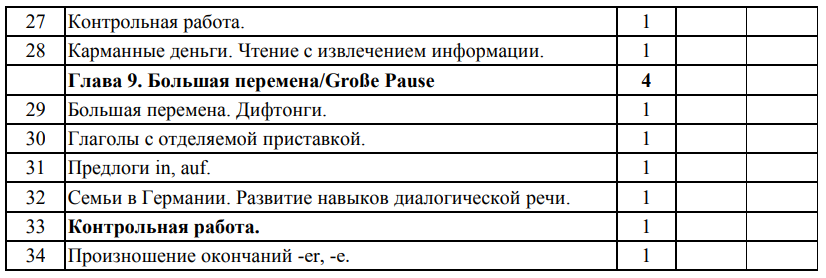 27 Контрольная работа. 1
28 Карманные деньги. Чтение с извлечением информации. 1
Глава 9. Большая перемена/Große Pause 4
29 Большая перемена. Дифтонги. 1
30 Глаголы с отделяемой приставкой. 1
31 Предлоги in, auf. 1
32 Семьи в Германии. Развитие навыков диалогической речи. 1
33 Контрольная работа. 1
34 Произношение окончаний -er, -e. 1